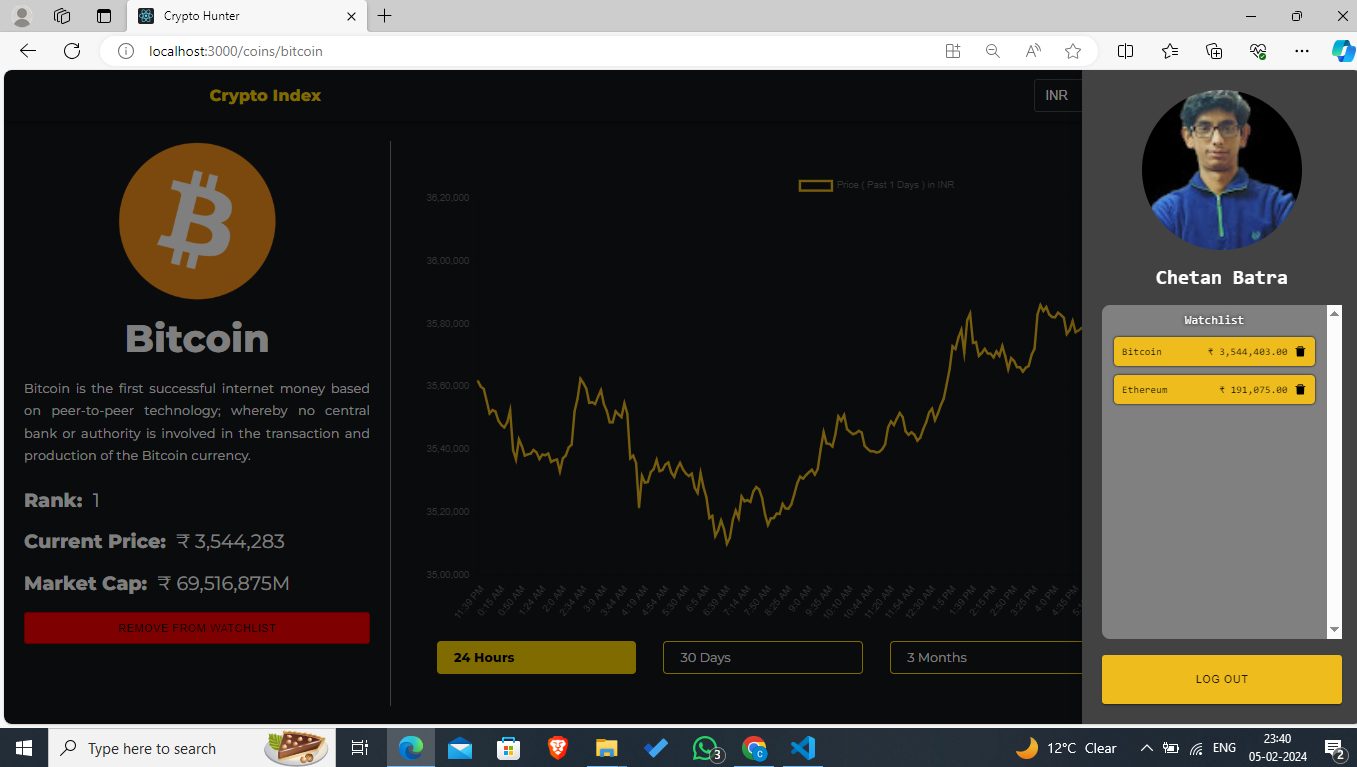 Crypto Hunter
localhost:3000/coins/bitcoin
Crypto Index
INR
Bitcoin
Bitcoin is the first successful internet money based
on peer-to-peer technology; whereby no central
bank or authority is involved in the transaction and
production of the Bitcoin currency.
Rank: 1
Current Price: ₹ 3,544,283
Market Cap: ₹ 69,516,875M
REMOVE FROM WATCHLIST
Price ( Past 1 Days ) in INR
36,20,000
36,00,000
35,80,000
35,60,000
35,40,000
35,20,000
35,00,000
11:39 PM
0:15 AM
0:50 AM
1:24 AM
2:0 AM
2:34 AM
3:9 AM
3:44 AM
4:19 AM
4:54 AM
5:30 AM
6:5 AM
6:39 AM
7:14 AM
7:50 AM
8:25 AM
9:0 AM
9:35 AM
10:10 AM
10:44 AM
11:20 AM
11:54 AM
12:30 AM
1:5 PM
1:39 PM
2:15 PM
2:50 PM
3:25 PM
4:0 PM
4:35 PM
24 Hours
30 Days
3 Months
Chetan Batra
Watchlist
Bitcoin ₹ 3,544,403.00
Ethereum ₹ 191,075.00
LOG OUT
Type here to search
3
C
12°C Clear
ENG
23:40
05-02-2024
2